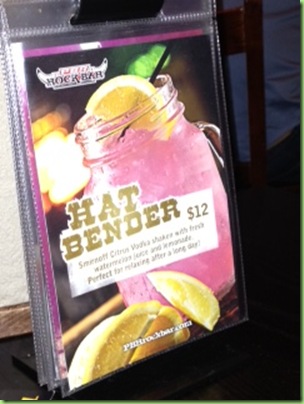 ROCK BAR
HAT
BENDER $12
Smirnoff Citrus Vodka shaken with fresh
watermelon juice and lemonade.
Perfect for relaxing after a long day!
PBRrockbar.com